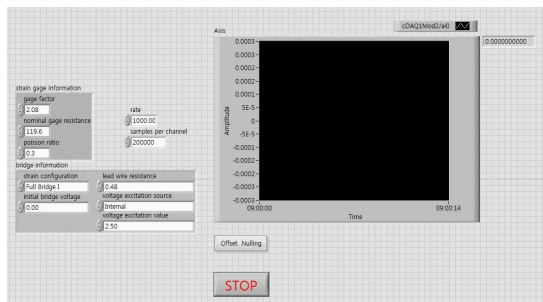 strain gage information
gage factor
2.08
nominal gage resistance
119.6
poisson ratio
0.3
rate
1000.00
samples per channel
200000
bridge information
strain configuration
Full Bridge I
initial bridge voltage
0.00
lead wire resistance
0.48
voltage excitation source
Internal
voltage excitation value
2.50
Axis
cDAQ1Mod2/ai0
0.0000000000
Amplitude
0.0003
0.0003
0.0002
0.0002
0.0001
5E-5
0
-5E-5
-0.0001
-0.0002
-0.0002
-0.0003
-0.0003
09:00:00
09:00:14
Time
Offset Nulling
STOP